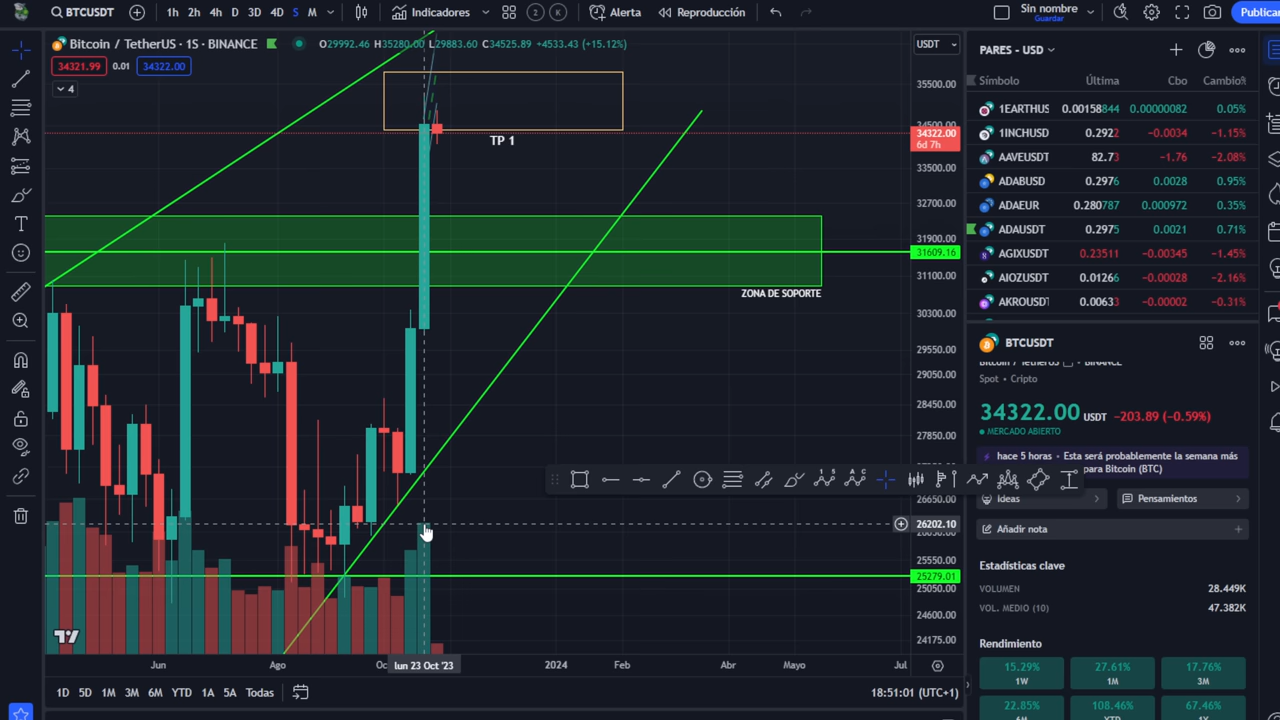 BTCUSDT 1h 2h 4h D 3D 4D S M Indicadores 2 K Alerta Reproducción Sin nombre Guardar Publicar
Bitcoin / TetherUS · 1S · BINANCE O29992.46 H35280.00 L29883.60 C34525.89 +4533.43 (+15.12%) USDT
34321.99 0.01 34322.00
4
TP 1
ZONA DE SOPORTE
35500.00
34322.00
6d 7h
33500.00
32700.00
31900.00
31609.16
31100.00
30300.00
29550.00
29050.00
28450.00
27850.00
26650.00
26202.10
25550.00
25279.01
25050.00
24600.00
24175.00
Jun Ago lun 23 Oct '23 2024 Feb Abr Mayo Jul
1D 5D 1M 3M 6M YTD 1A 5A Todas 18:51:01 (UTC+1)
PARES - USD
Símbolo Última Cbo Cambio%
1EARTHUS 0.00158844 0.00000082 0.05%
1INCHUSD 0.2922 -0.0034 -1.15%
AAVEUSDT 82.73 -1.76 -2.08%
ADABUSD 0.2976 0.0028 0.95%
ADAEUR 0.280787 0.000972 0.35%
ADAUSDT 0.2975 0.0021 0.71%
AGIXUSDT 0.23511 -0.00345 -1.45%
AIOZUSDT 0.01266 -0.00028 -2.16%
AKROUSDT 0.00633 -0.00002 -0.31%
BTCUSDT
Bitcoin / TetherUS BINANCE
Spot • Cripto
34322.00 USDT -203.89 (-0.59%)
MERCADO ABIERTO
hace 5 horas • Esta será probablemente la semana más
para Bitcoin (BTC)
Ideas Pensamientos
Añadir nota
Estadísticas clave
VOLUMEN 28.449K
VOL. MEDIO (10) 47.382K
Rendimiento
15.29% 27.61% 17.76%
1W 1M 3M
22.85% 108.46% 67.46%
6M YTD 1Y